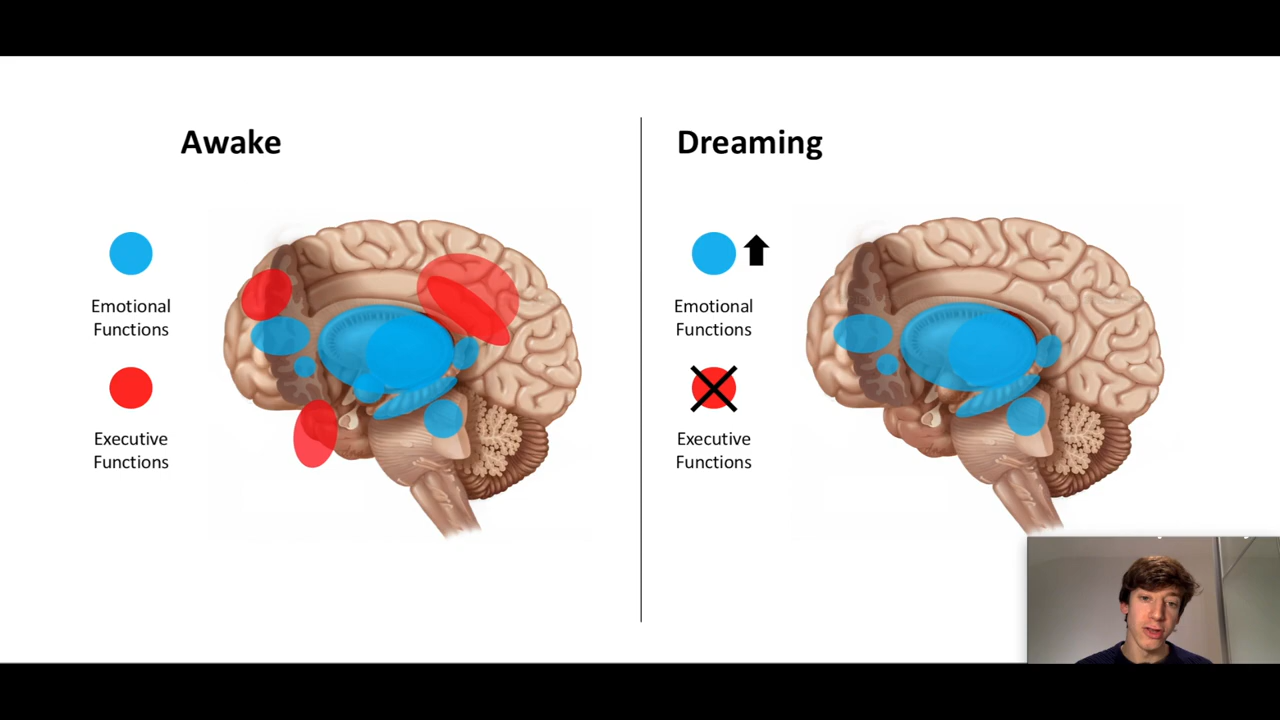 Awake
Emotional
Functions
Executive
Functions
Dreaming
Emotional
Functions
Executive
Functions